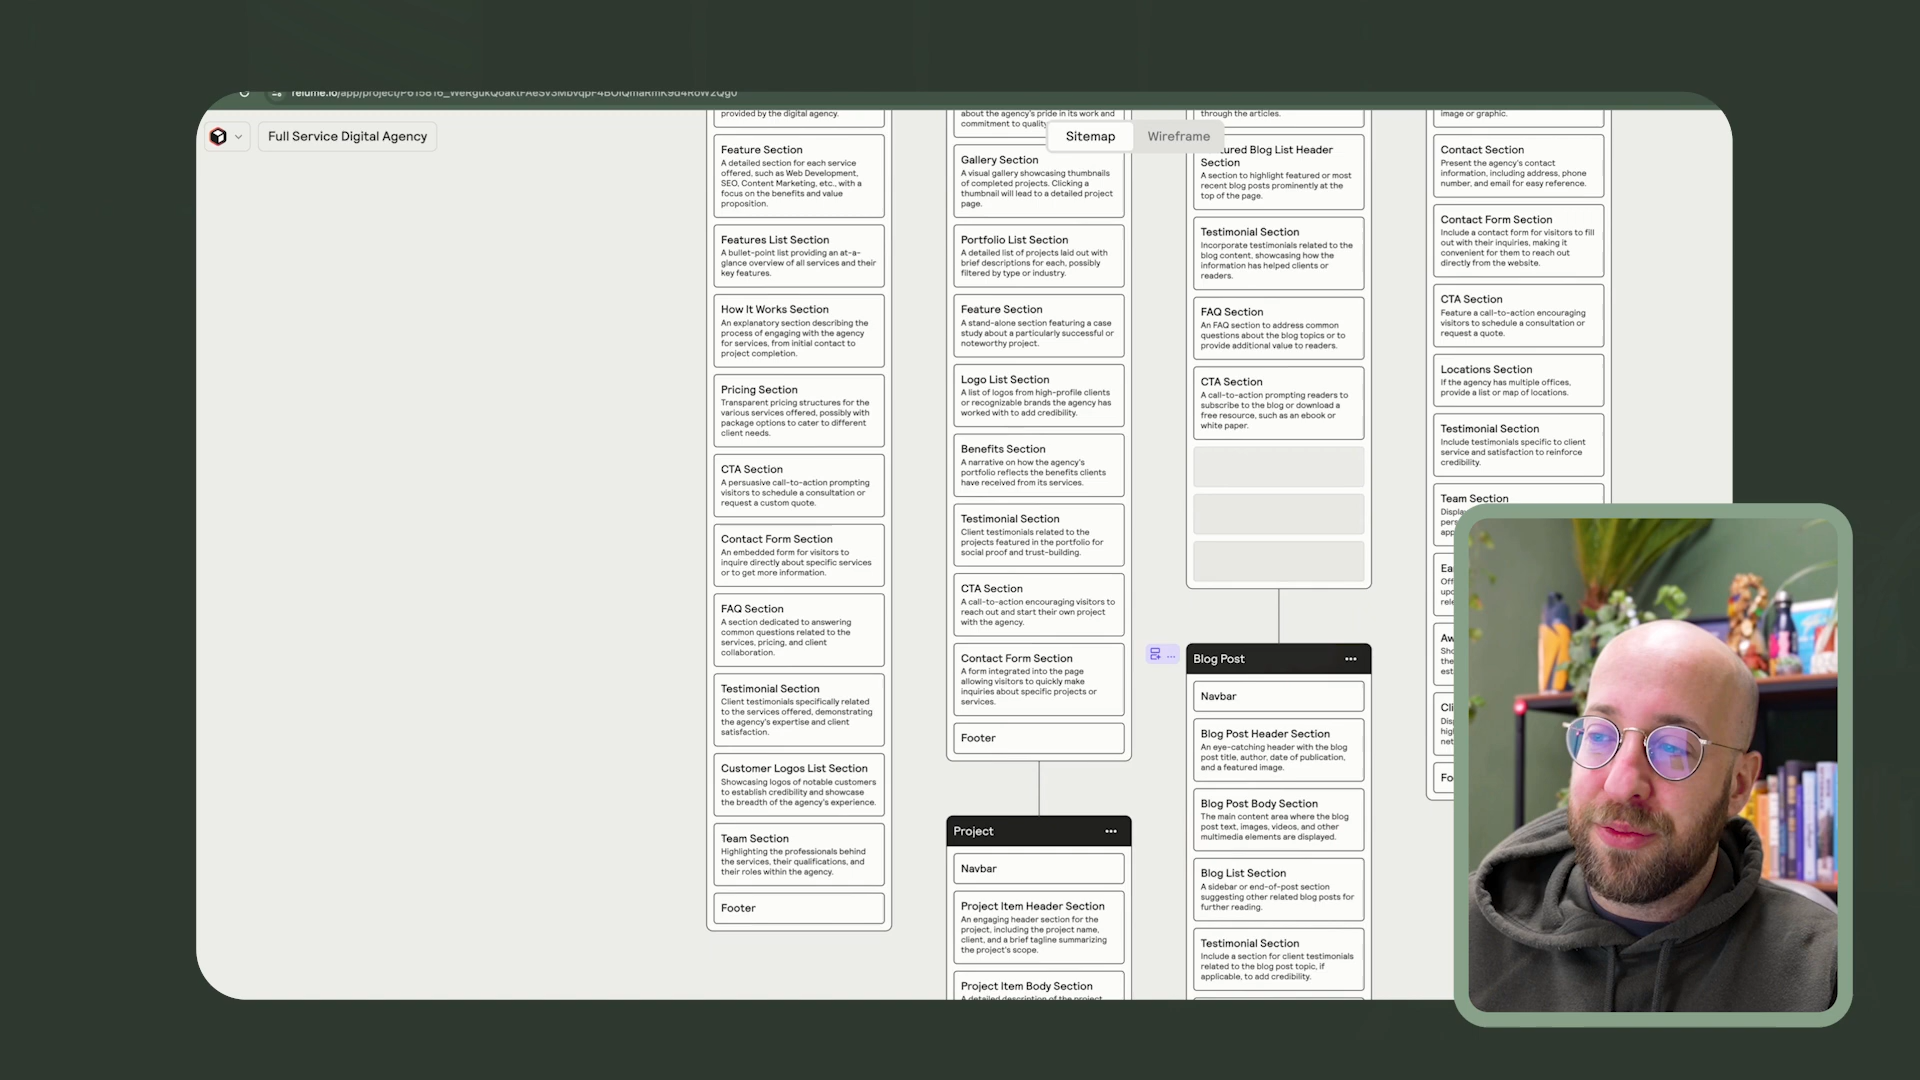 Full Service Digital Agency
Sitemap
Wireframe
provided by the digital agency.
Feature Section
A detailed section for each service
offered, such as Web Development,
SEO, Content Marketing, etc., with a
focus on the benefits and value
proposition.
Features List Section
A bullet-point list providing an at-a-
glance overview of all services and their
key features.
How It Works Section
An explanatory section describing the
process of engaging with the agency
for services, from initial contact to
project completion.
Pricing Section
Transparent pricing structures for the
various services offered, possibly with
package options to cater to different
client needs.
CTA Section
A persuasive call-to-action prompting
visitors to schedule a consultation or
request a custom quote.
Contact Form Section
An embedded form for visitors to
inquire directly about specific services
or to get more information.
FAQ Section
A section dedicated to answering
common questions related to the
services, pricing, and client
collaboration.
Testimonial Section
Client testimonials specifically related
to the services offered, demonstrating
the agency's expertise and client
satisfaction.
Customer Logos List Section
Showcasing logos of notable customers
to establish credibility and showcase
the breadth of the agency's experience.
Team Section
Highlighting the professionals behind
the services, their qualifications, and
their roles within the agency.
Footer
about the agency's pride in its work and
commitment to quality
Gallery Section
A visual gallery showcasing thumbnails
of completed projects. Clicking a
thumbnail will lead to a detailed project
page.
Portfolio List Section
A detailed list of projects laid out with
brief descriptions for each, possibly
filtered by type or industry.
Feature Section
A stand-alone section featuring a case
study about a particularly successful or
noteworthy project.
Logo List Section
A list of logos from high-profile clients
or recognizable brands the agency has
worked with to add credibility.
Benefits Section
A narrative on how the agency's
portfolio reflects the benefits clients
have received from its services.
Testimonial Section
Client testimonials related to the
projects featured in the portfolio for
social proof and trust-building.
CTA Section
A call-to-action encouraging visitors to
reach out and start their own project
with the agency.
Contact Form Section
A form integrated into the page
allowing visitors to quickly make
inquiries about specific projects or
services.
Footer
Project
Navbar
Project Item Header Section
An engaging header section for the
project, including the project name,
client, and a brief tagline summarizing
the project's scope.
Project Item Body Section
A detailed description of the project
through the articles.
tured Blog List Header
Section
A section to highlight featured or most
recent blog posts prominently at the
top of the page.
Testimonial Section
Incorporate testimonials related to the
blog content, showcasing how the
information has helped clients or
readers.
FAQ Section
An FAQ section to address common
questions about the blog topics or to
provide additional value to readers.
CTA Section
A call-to-action prompting readers to
subscribe to the blog or download a
free resource, such as an ebook or
white paper.
Blog Post
Navbar
Blog Post Header Section
An eye-catching header with the blog
post title, author, date of publication,
and a featured image.
Blog Post Body Section
The main content area where the blog
post text, images, videos, and other
multimedia elements are displayed.
Blog List Section
A sidebar or end-of-post section
suggesting other related blog posts for
further reading.
Testimonial Section
Include a section for client testimonials
related to the blog post topic, if
applicable, to add credibility.
image or graphic.
Contact Section
Present the agency's contact
information, including address, phone
number, and email for easy reference.
Contact Form Section
Include a contact form for visitors to fill
out with their inquiries, making it
convenient for them to reach out
directly from the website.
CTA Section
Feature a call-to-action encouraging
visitors to schedule a consultation or
request a quote.
Locations Section
If the agency has multiple offices,
provide a list or map of locations.
Testimonial Section
Include testimonials specific to client
service and satisfaction to reinforce
credibility.
Team Section